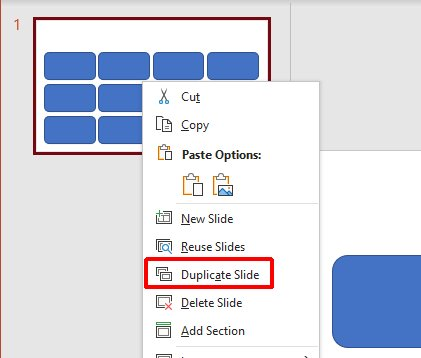 1
Cut
Copy
Paste Options:
New Slide
Reuse Slides
Duplicate Slide
Delete Slide
Add Section